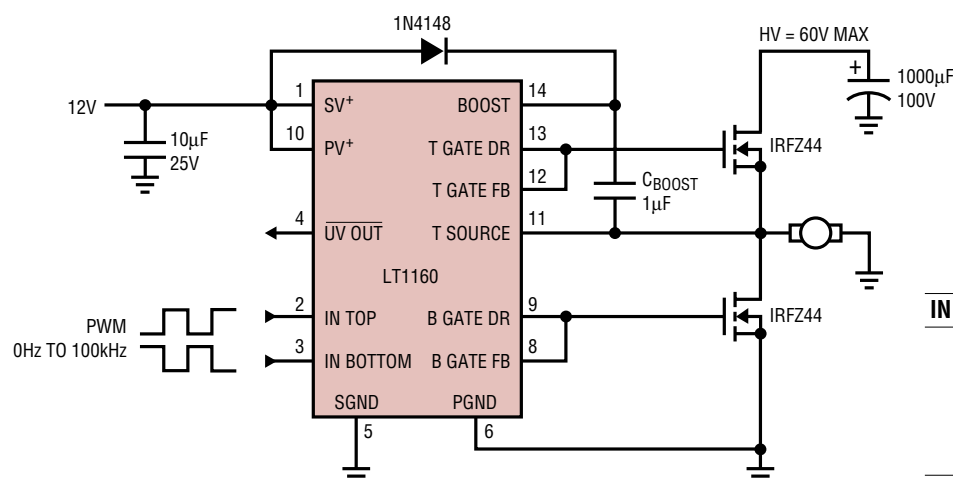 1N4148
HV = 60V MAX
+
1000µF
100V
12V
10µF
25V
1
SV+
10
PV+
4
UV OUT
LT1160
PWM
0Hz TO 100kHz
2
IN TOP
3
IN BOTTOM
SGND
5
PGND
6
BOOST
14
T GATE DR
13
T GATE FB
12
T SOURCE
11
B GATE DR
9
B GATE FB
8
CBOOST
1µF
IRFZ44
IRFZ44
IN